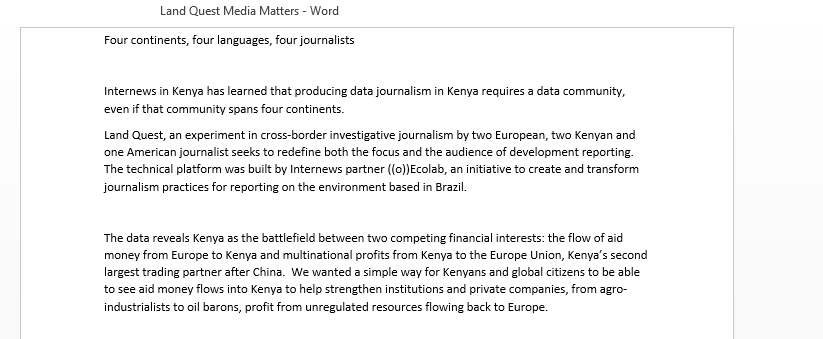 Land Quest Media Matters - Word
Four continents, four languages, four journalists
Internews in Kenya has learned that producing data journalism in Kenya requires a data community,
even if that community spans four continents.
Land Quest, an experiment in cross-border investigative journalism by two European, two Kenyan and
one American journalist seeks to redefine both the focus and the audience of development reporting.
The technical platform was built by Internews partner ((o))Ecolab, an initiative to create and transform
journalism practices for reporting on the environment based in Brazil.
The data reveals Kenya as the battlefield between two competing financial interests: the flow of aid
money from Europe to Kenya and multinational profits from Kenya to the Europe Union, Kenya's second
largest trading partner after China.  We wanted a simple way for Kenyans and global citizens to be able
to see aid money flows into Kenya to help strengthen institutions and private companies, from agro-
industrialists to oil barons, profit from unregulated resources flowing back to Europe.